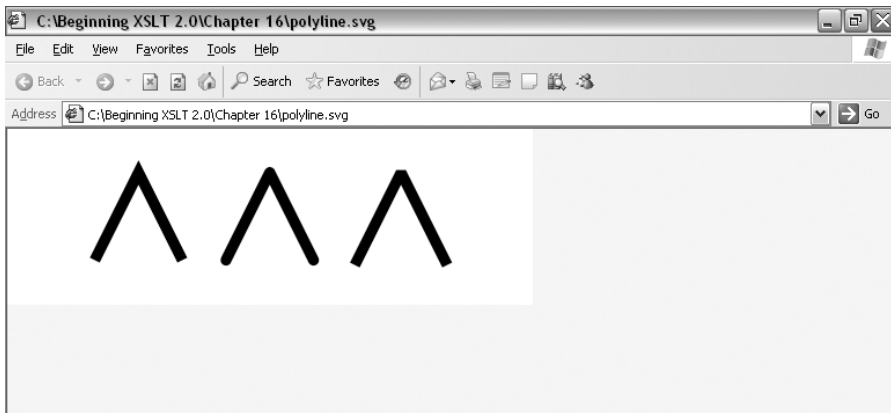 C:\Beginning XSLT 2.0\Chapter 16\polyline.svg
File Edit View Favorites Tools Help
Back Search Favorites
Address C:\Beginning XSLT 2.0\Chapter 16\polyline.svg Go